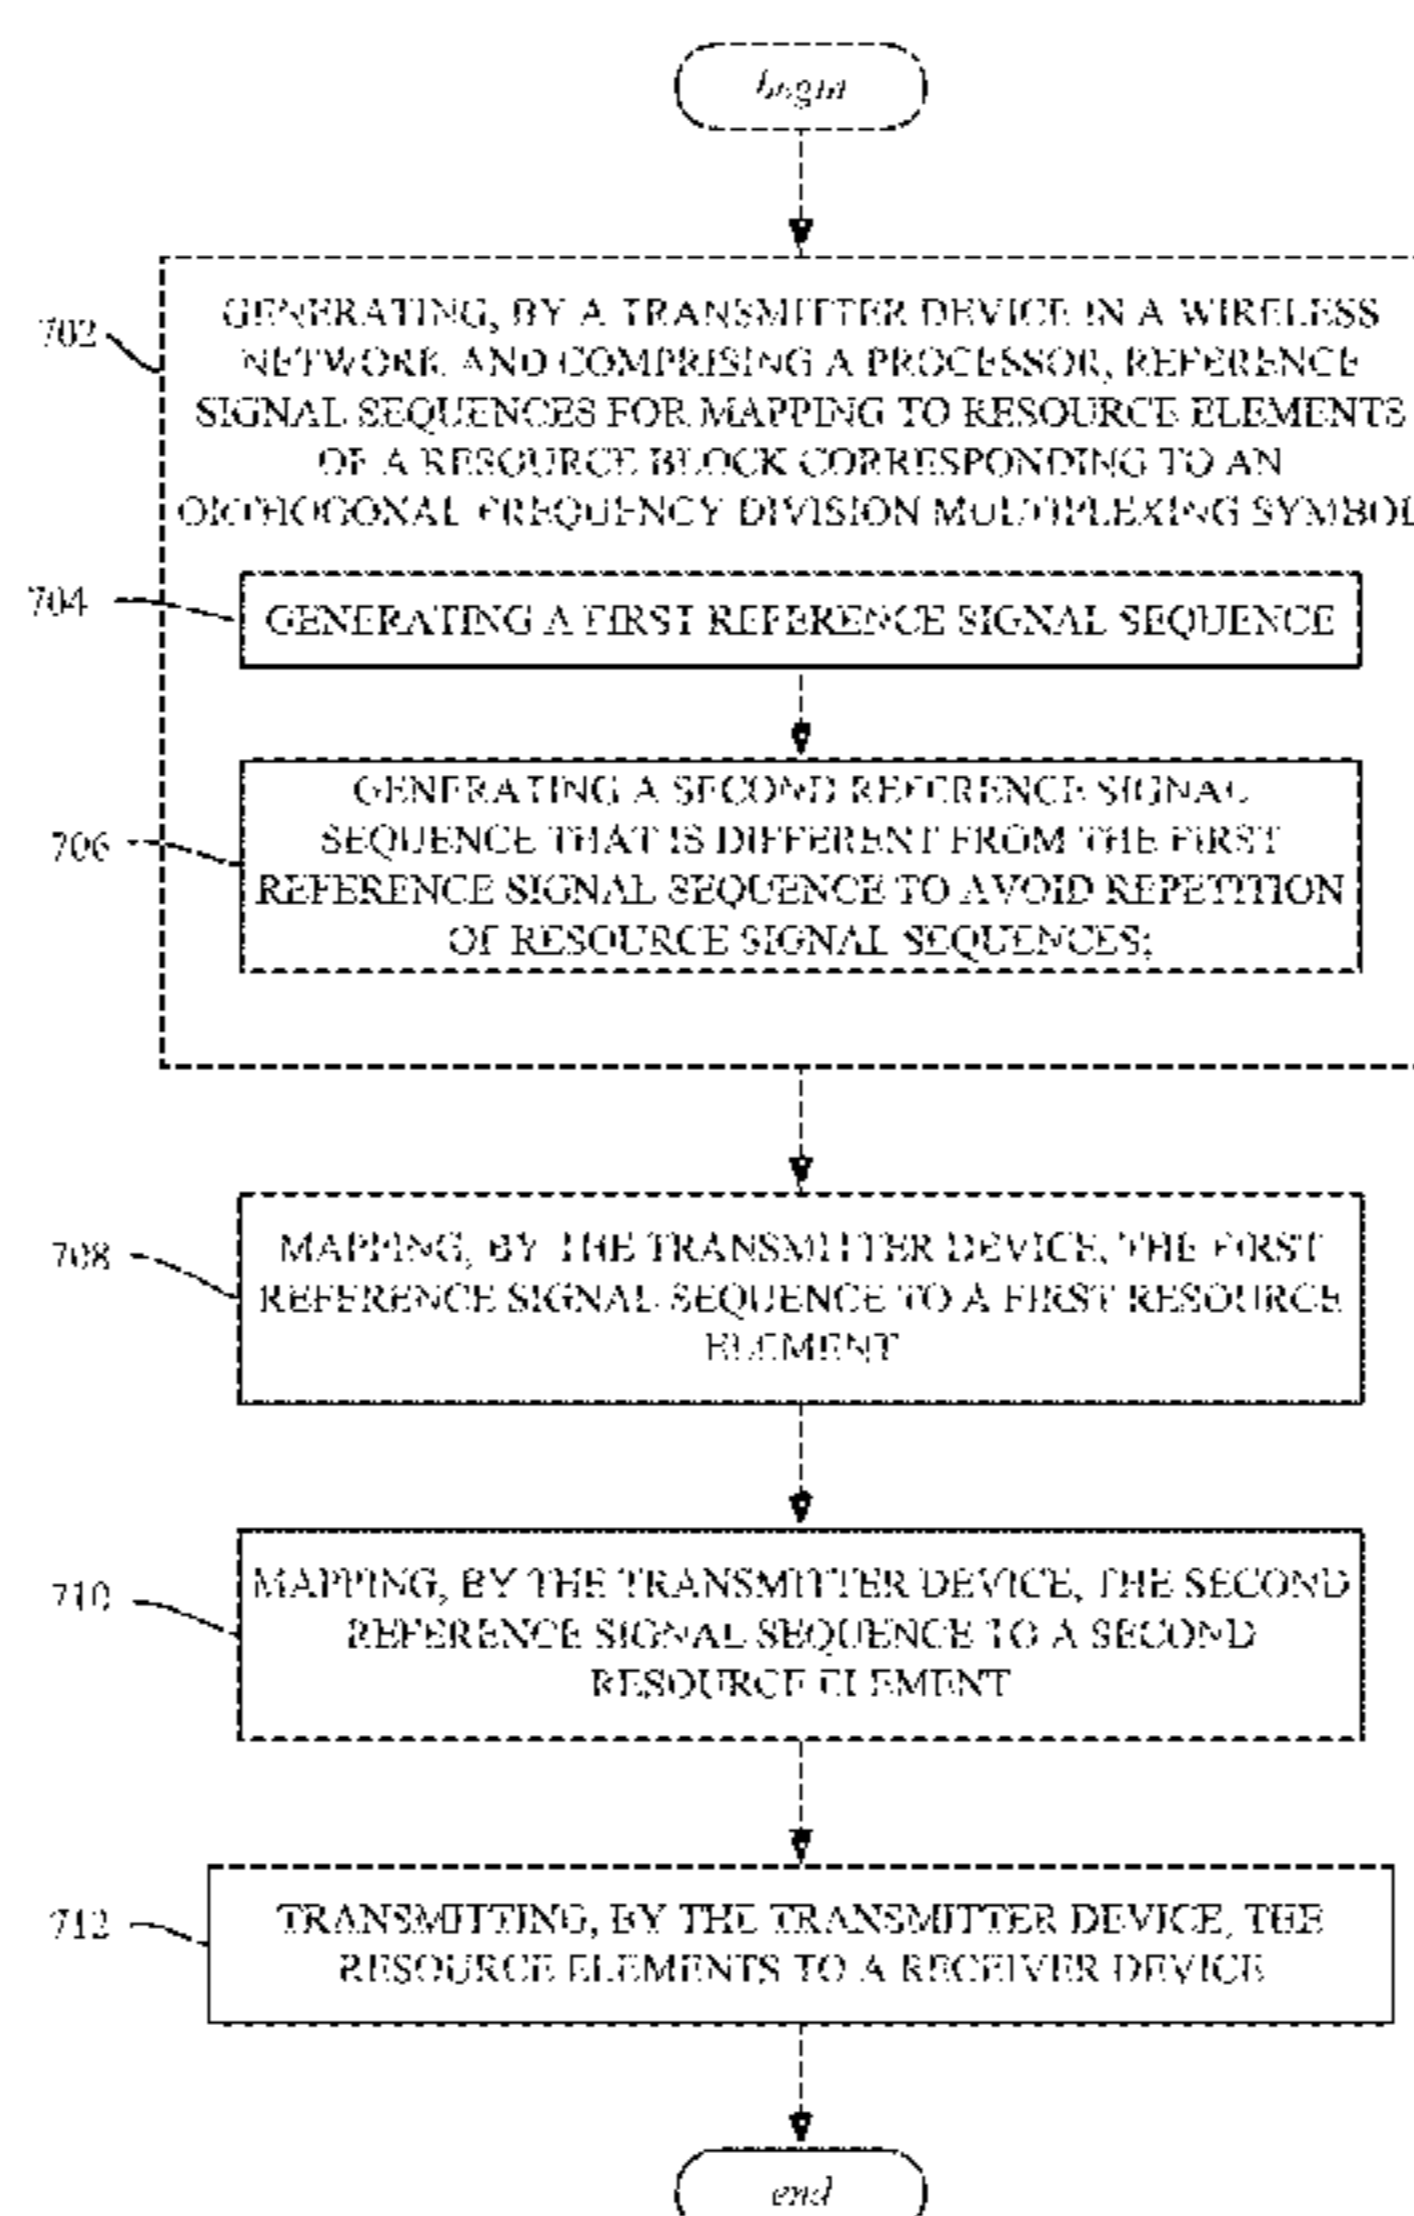 begin
702
GENERATING, BY A TRANSMITTER DEVICE IN A WIRELESS
NETWORK AND COMPRISING A PROCESSOR, REFERENCE
SIGNAL SEQUENCES FOR MAPPING TO RESOURCE ELEMENTS
OF A RESOURCE BLOCK CORRESPONDING TO AN
ORTHOGONAL FREQUENCY DIVISION MULTIPLEXING SYMBOL
704
GENERATING A FIRST REFERENCE SIGNAL SEQUENCE
706
GENERATING A SECOND REFERENCE SIGNAL
SEQUENCE THAT IS DIFFERENT FROM THE FIRST
REFERENCE SIGNAL SEQUENCE TO AVOID REPETITION
OF RESOURCE SIGNAL SEQUENCES;
708
MAPPING, BY THE TRANSMITTER DEVICE, THE FIRST
REFERENCE SIGNAL SEQUENCE TO A FIRST RESOURCE
ELEMENT
710
MAPPING, BY THE TRANSMITTER DEVICE, THE SECOND
REFERENCE SIGNAL SEQUENCE TO A SECOND
RESOURCE ELEMENT
712
TRANSMITTING, BY THE TRANSMITTER DEVICE, THE
RESOURCE ELEMENTS TO A RECEIVER DEVICE
end